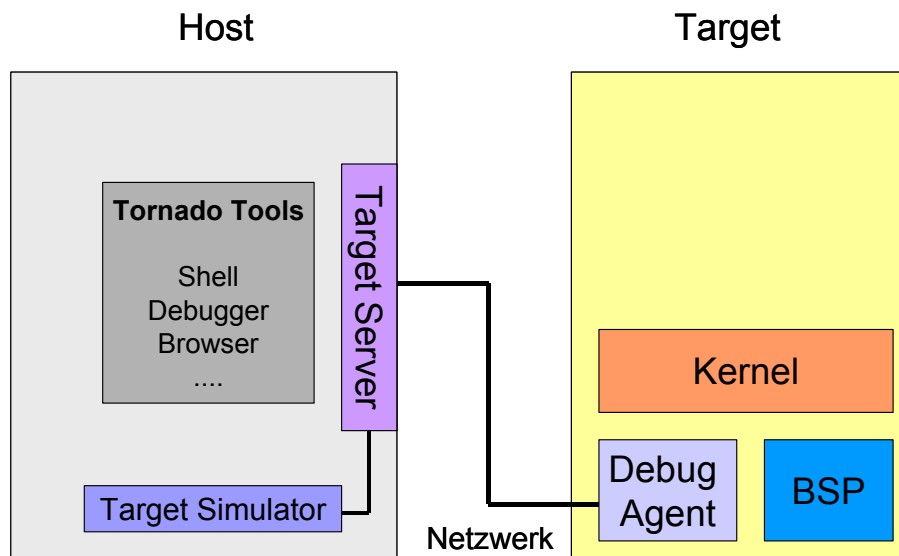 Host
Target
Tornado Tools
Shell
Debugger
Browser
....
Target Server
Target Simulator
Netzwerk
Kernel
Debug
Agent
BSP